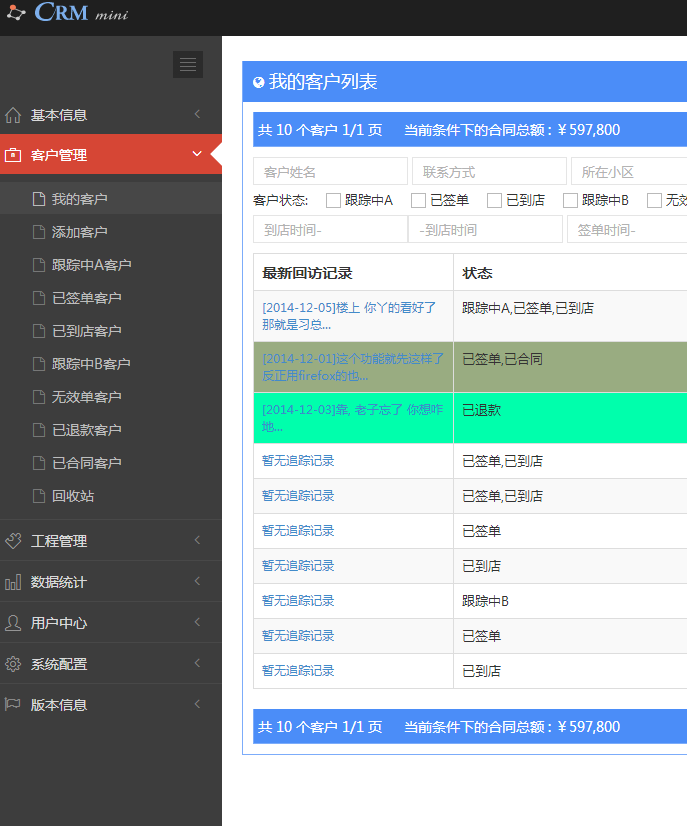 CRM mini
基本信息
客户管理
我的客户
添加客户
跟踪中A客户
已签单客户
已到店客户
跟踪中B客户
无效单客户
已退款客户
已合同客户
回收站
工程管理
数据统计
用户中心
系统配置
版本信息
我的客户列表
共 10 个客户 1/1 页 当前条件下的合同总额 : ¥ 597,800
客户姓名 联系方式 所在小区
客户状态: 跟踪中A 已签单 已到店 跟踪中B 无效
到店时间- -到店时间 签单时间-
最新回访记录 状态
[2014-12-05]楼上 你丫的看好了 跟踪中A,已签单,已到店
那就是习总...
[2014-12-01]这个功能就先这样了 已签单,已合同
反正用firefox的也...
[2014-12-03]靠, 老子忘了 你想咋 已退款
地...
暂无追踪记录 已签单,已到店
暂无追踪记录 已签单,已到店
暂无追踪记录 已签单
暂无追踪记录 已到店
暂无追踪记录 跟踪中B
暂无追踪记录 已签单
暂无追踪记录 已到店
共 10 个客户 1/1 页 当前条件下的合同总额 : ¥ 597,800